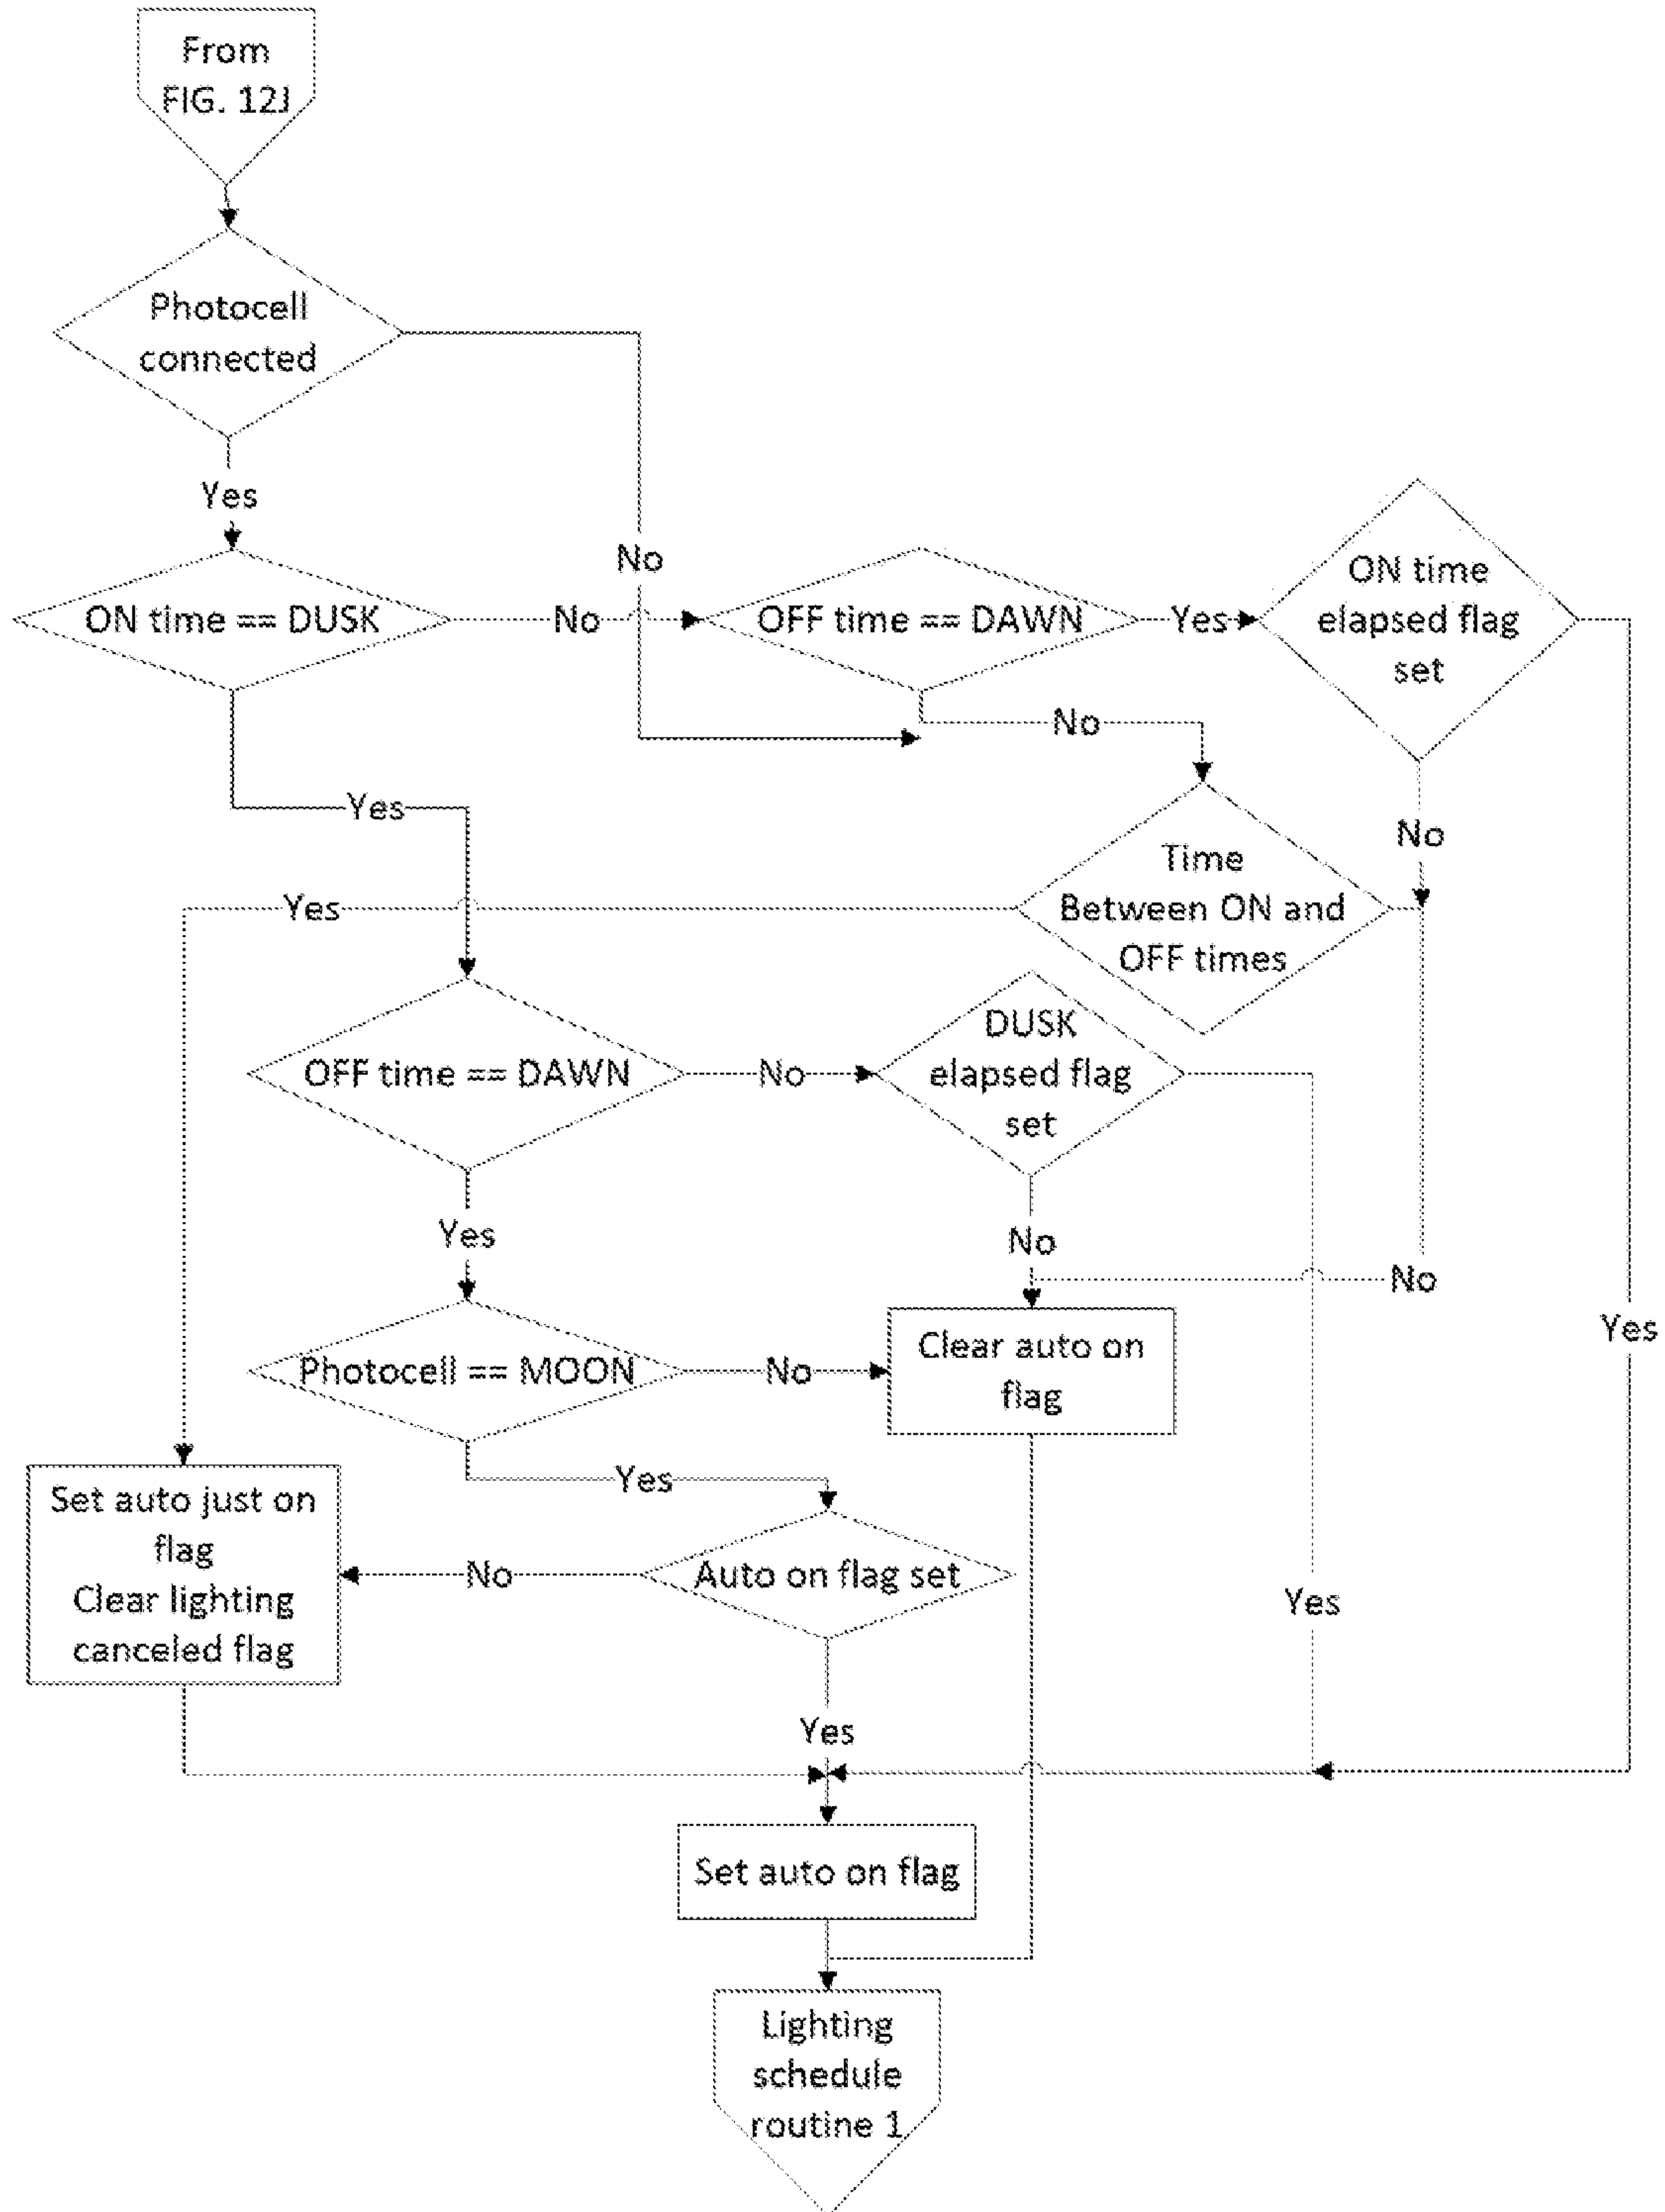 From
FIG. 12J
Photocell
connected
Yes
No
ON time == DUSK
No
OFF time == DAWN
Yes
ON time
elapsed flag
set
No
Yes
No
Time
Between ON and
OFF times
Yes
OFF time == DAWN
No
DUSK
elapsed flag
set
Yes
No
No
Yes
Photocell == MOON
No
Clear auto on
flag
Yes
Set auto just on
flag
Clear lighting
canceled flag
No
Auto on flag set
Yes
Yes
Set auto on flag
Lighting
schedule
routine 1